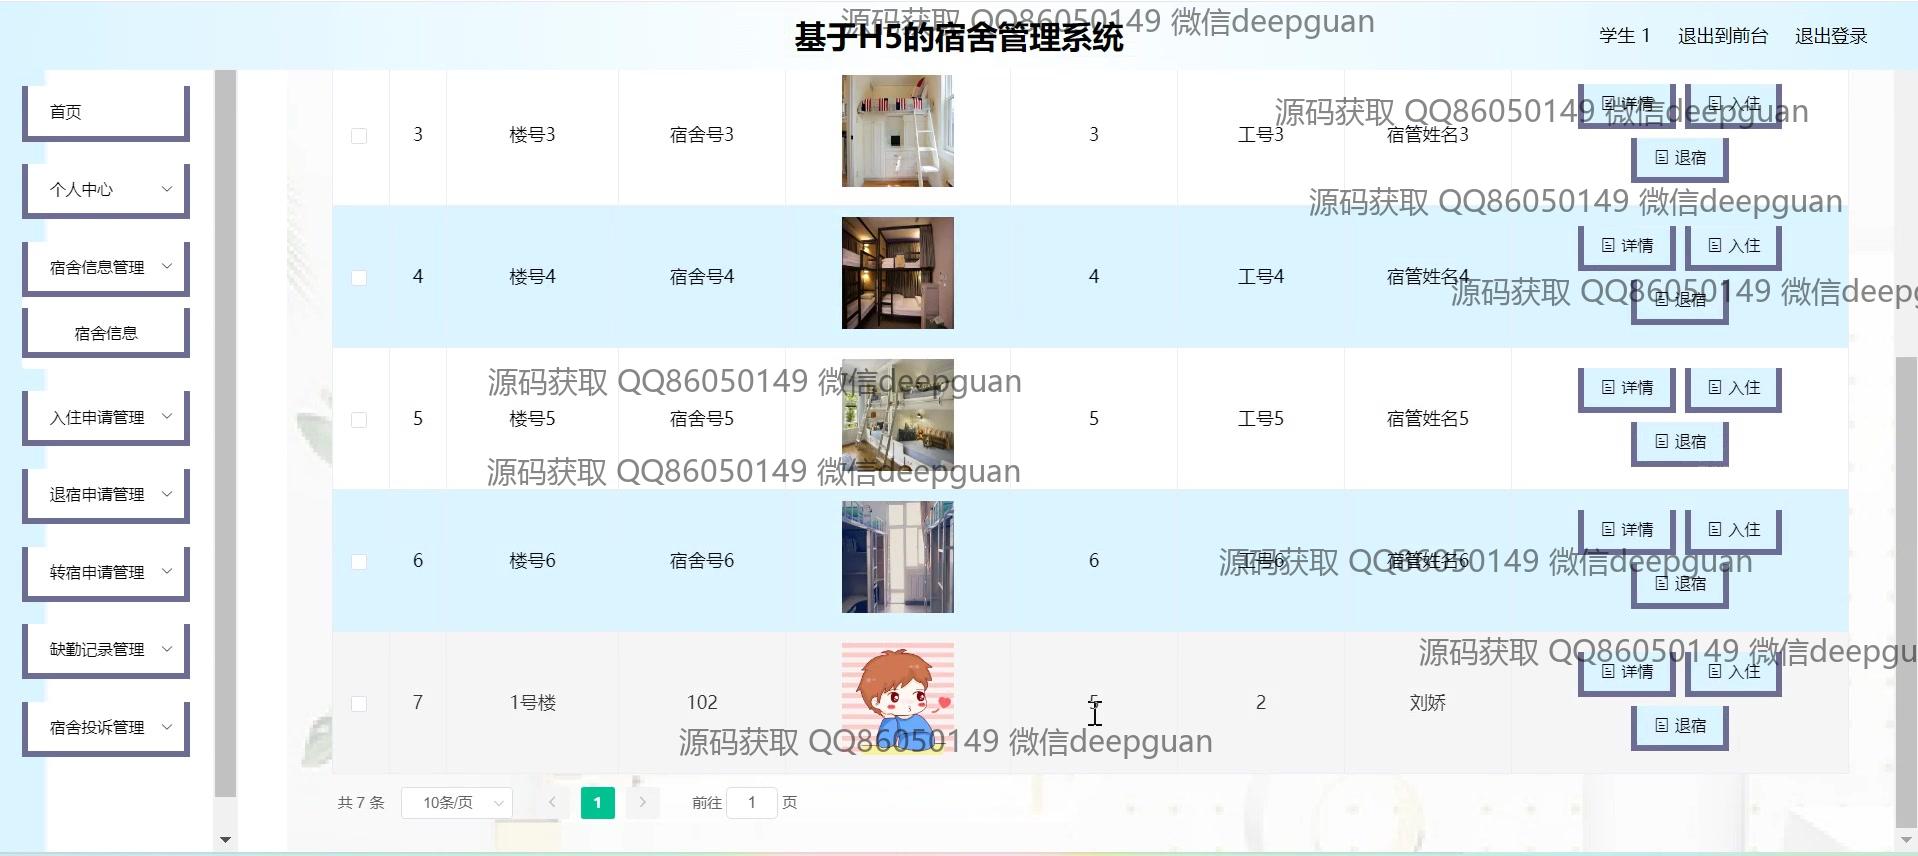 源码获取 QQ86050149 微信deepguan
基于H5的宿舍管理系统
学生 1 退出到前台 退出登录
首页
个人中心
宿舍信息管理
宿舍信息
入住申请管理
退宿申请管理
转宿申请管理
缺勤记录管理
宿舍投诉管理
3 楼号3 宿舍号3 3 工号3 宿管姓名3 详情 入住
源码获取 QQ86050149 微信deepguan
退宿
源码获取 QQ86050149 微信deepguan
4 楼号4 宿舍号4 4 工号4 宿管姓名4 详情 入住
源码获取 QQ86050149 微信deepg
退宿
源码获取 QQ86050149 微信deepguan
5 楼号5 宿舍号5 5 工号5 宿管姓名5 详情 入住
退宿
源码获取 QQ86050149 微信deepguan
6 楼号6 宿舍号6 6 工号6 宿管姓名6 详情 入住
源码获取 QQ86050149 微信deepguan
退宿
源码获取 QQ86050149 微信deepgu
7 1号楼 102 5 2 刘娇 详情 入住
退宿
源码获取 QQ86050149 微信deepguan
共 7 条 10条/页 1 前往 1 页